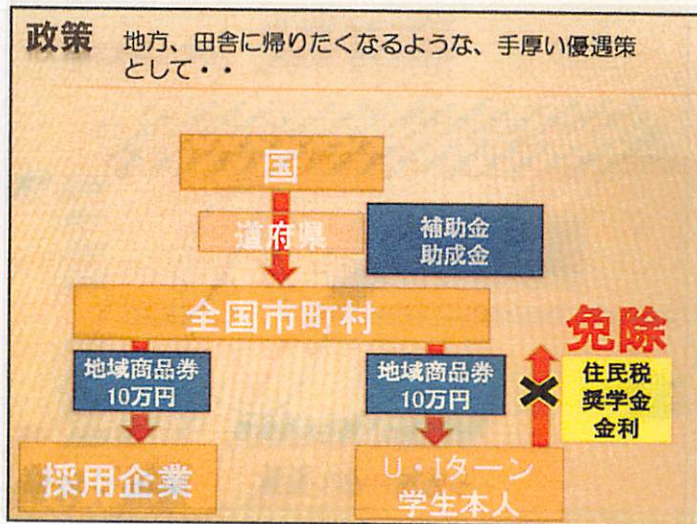 政策 地方、田舎に帰りたくなるような、手厚い優遇策
として・・
国
道府県
補助金
助成金
全国市町村
免除
地域商品券
10万円
地域商品券
10万円
住民税
奨学金
金利
採用企業
U・Iターン
学生本人